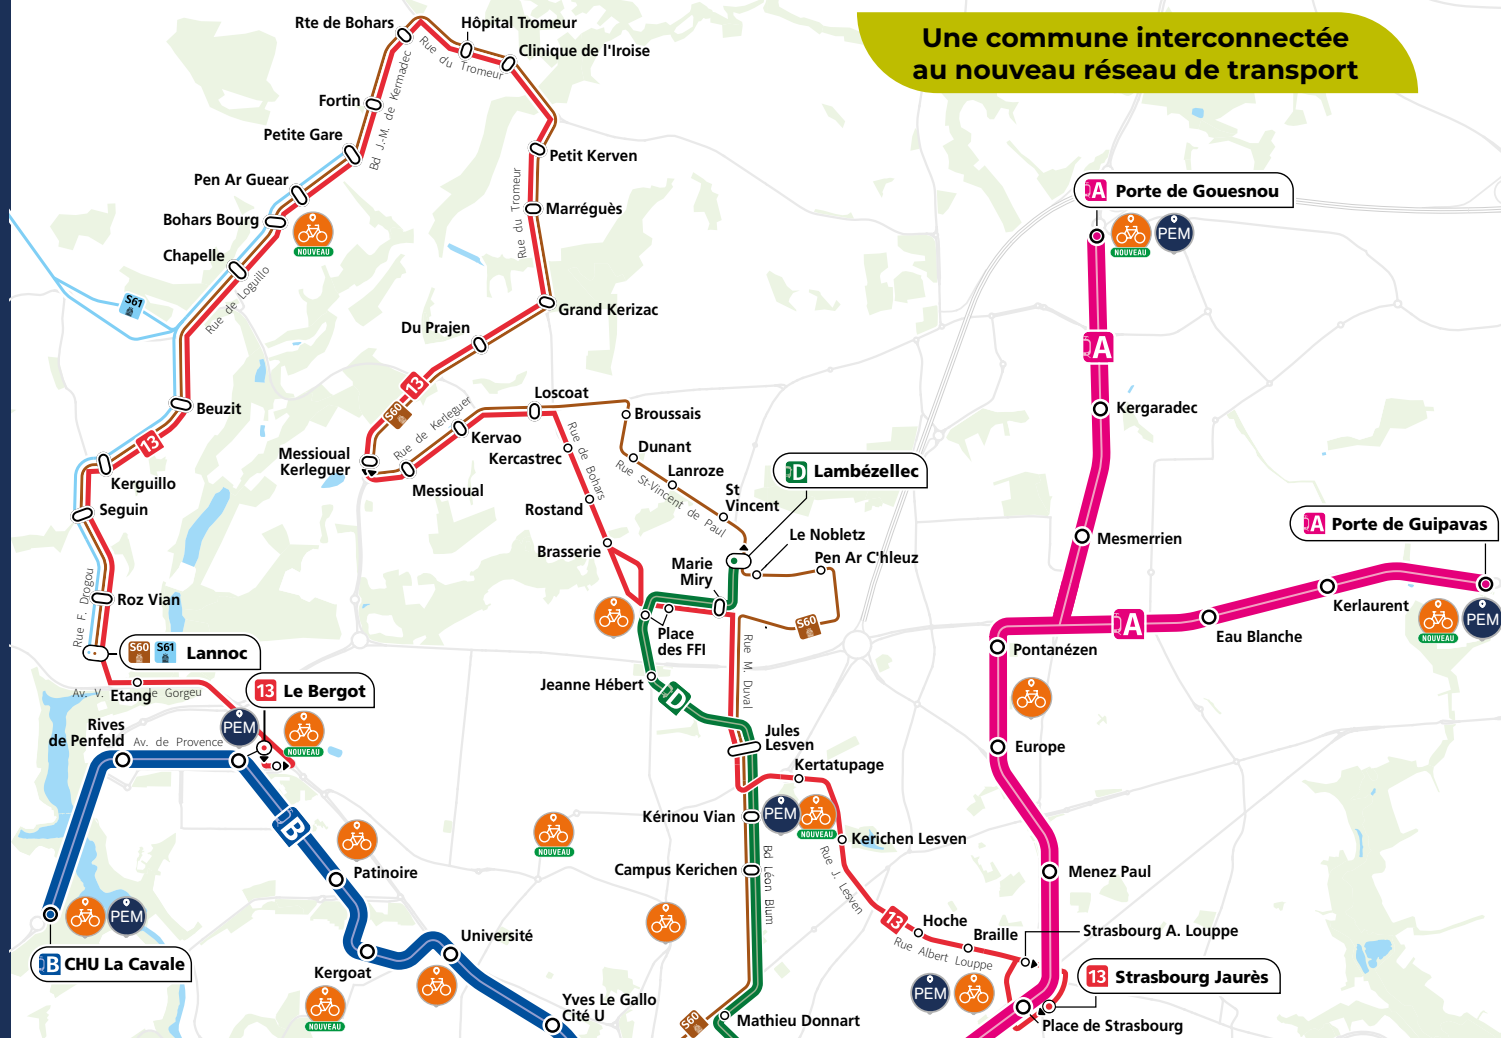 Une commune interconnectée
au nouveau réseau de transport
Rte de Bohars
Hôpital Tromeur
Clinique de l'Iroise
Rue du Tromeur
Fortin
Bd J.-M. de Kermadec
Petite Gare
Petit Kerven
Pen Ar Guear
Marréguès
Rue du Tromeur
Bohars Bourg
NOUVEAU
Chapelle
Rue de Loguillo
S61
Grand Kerizac
Du Prajen
13
S60
A Porte de Gouesnou
NOUVEAU
PEM
A
Kergaradec
Loscoat
Broussais
Beuzit
Rue de Kerleguer
Kervao
Kercastrec
Rue de Bohars
Dunant
Lanroze
Rue St-Vincent de Paul
St
Vincent
13
Messioual
Kerleguer
Messioual
D Lambézellec
Kerguillo
Seguin
Rostand
Brasserie
Le Nobletz
Pen Ar C'hleuz
Marie
Miry
Mesmerrien
A Porte de Guipavas
Rue F. Drogou
Roz Vian
S60
Place
des FFI
A
Kerlaurent
NOUVEAU
PEM
Eau Blanche
S60 S61 Lannoc
Pontanézen
Jeanne Hébert
D
Rue M. Duval
Av. V. de Gorgeu
Etang
13 Le Bergot
Rives
de Penfeld
Av. de Provence
PEM
NOUVEAU
Jules
Lesven
Europe
Kertatupage
B
Kérinou Vian
PEM
NOUVEAU
Kerichen Lesven
NOUVEAU
Patinoire
Campus Kerichen
Bd Léon Blum
Rue J. Lesven
Menez Paul
PEM
13
Hoche
Braille
Rue Albert Louppe
Strasbourg A. Louppe
Université
B CHU La Cavale
Kergoat
NOUVEAU
PEM
13 Strasbourg Jaurès
Yves Le Gallo
Cité U
S60
Mathieu Donnart
Place de Strasbourg